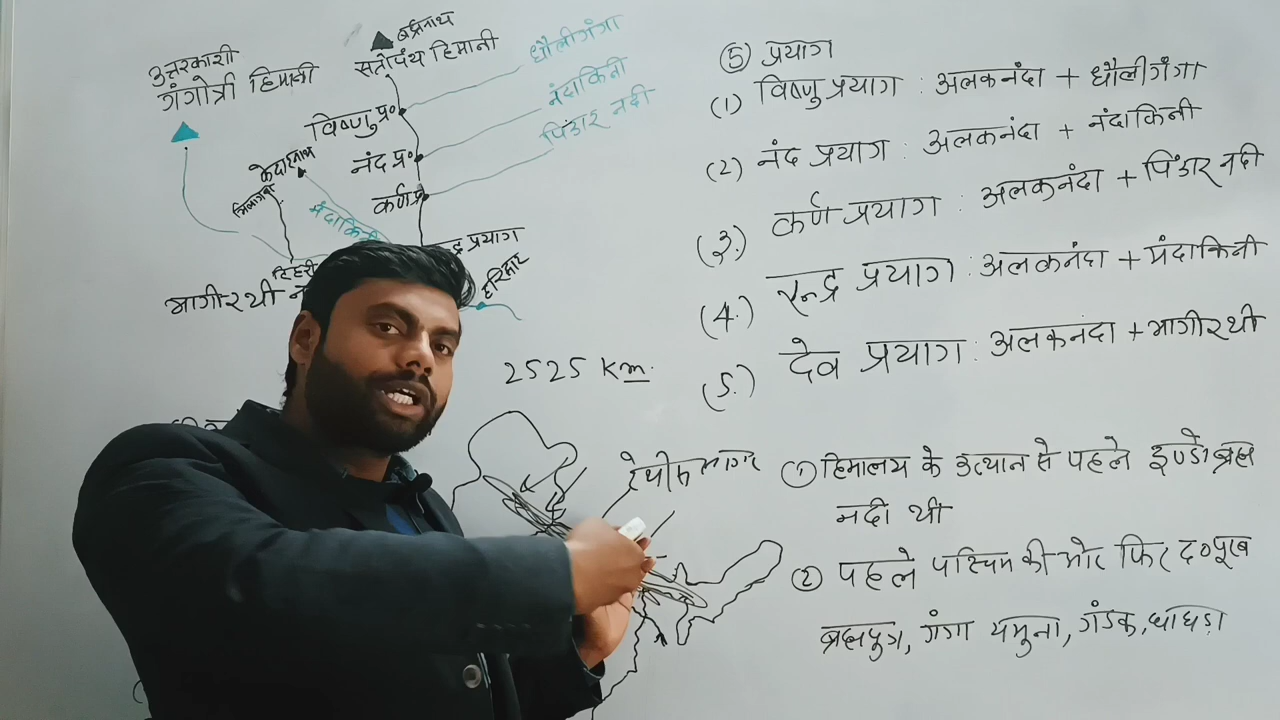 बद्रीनाथ
सतोपंथ हिमानी
उत्तरकाशी
गंगोत्री हिमानी
धौलीगंगा
विष्णु प्र०
नंदाकिनी
नंद प्र०
पिंडार नदी
केदारनाथ
कर्ण प्र०
मंदाकिनी
प्रयाग
हरिद्वार
टिहरी
भागीरथी
2525 Km.
⑤ प्रयाग
(1) विष्णु प्रयाग : अलकनंदा + धौलीगंगा
(2) नंद प्रयाग : अलकनंदा + नंदाकिनी
(3.) कर्ण प्रयाग : अलकनंदा + पिंडार नदी
(4.) रुद्र प्रयाग : अलकनंदा + मंदाकिनी
(5.) देव प्रयाग : अलकनंदा + भागीरथी
टेथीस सागर
① हिमालय के उत्थान से पहले इण्डो ब्रह्म
नदी थी
② पहले पश्चिम की ओर फिर द०पूरब
ब्रह्मपुत्र, गंगा यमुना, गंडक, घाघड़ा